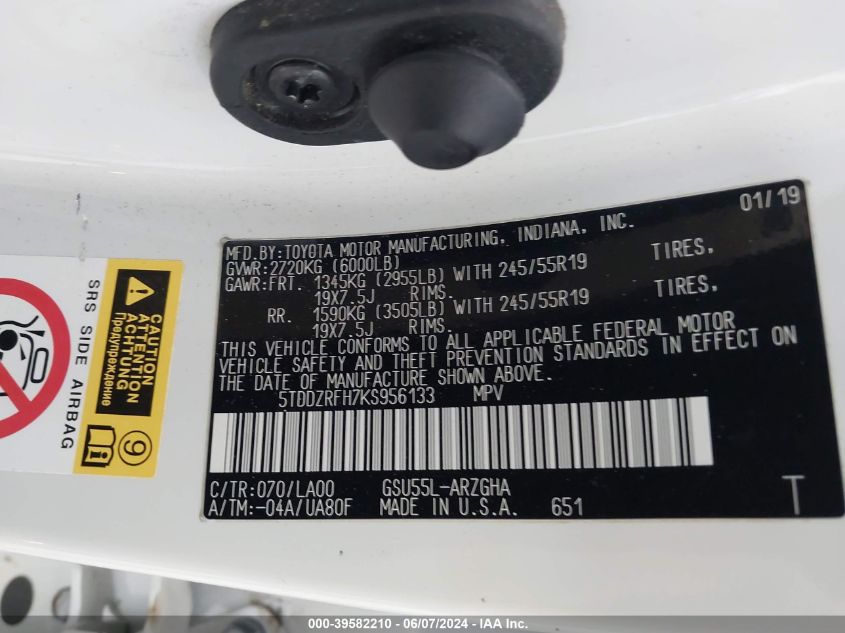 01/19
MFD.BY:TOYOTA MOTOR MANUFACTURING, INDIANA, INC.
GVWR:2720KG (6000LB)
GAWR:FRT. 1345KG (2955LB) WITH 245/55R19 TIRES,
19X7.5J RIMS.
RR. 1590KG (3505LB) WITH 245/55R19 TIRES,
19X7.5J RIMS.
THIS VEHICLE CONFORMS TO ALL APPLICABLE FEDERAL MOTOR
VEHICLE SAFETY AND THEFT PREVENTION STANDARDS IN EFFECT ON
THE DATE OF MANUFACTURE SHOWN ABOVE.
5TDDZRFH7KS956133 MPV
C/TR:070/LA00 GSU55L-ARZGHA T
A/TM:-04A/UA80F MADE IN U.S.A. 651
SRS SIDE AIRBAG
CAUTION
ATTENTION
ACHTUNG
Предупреждение
9
000-39582210 - 06/07/2024 - IAA Inc.